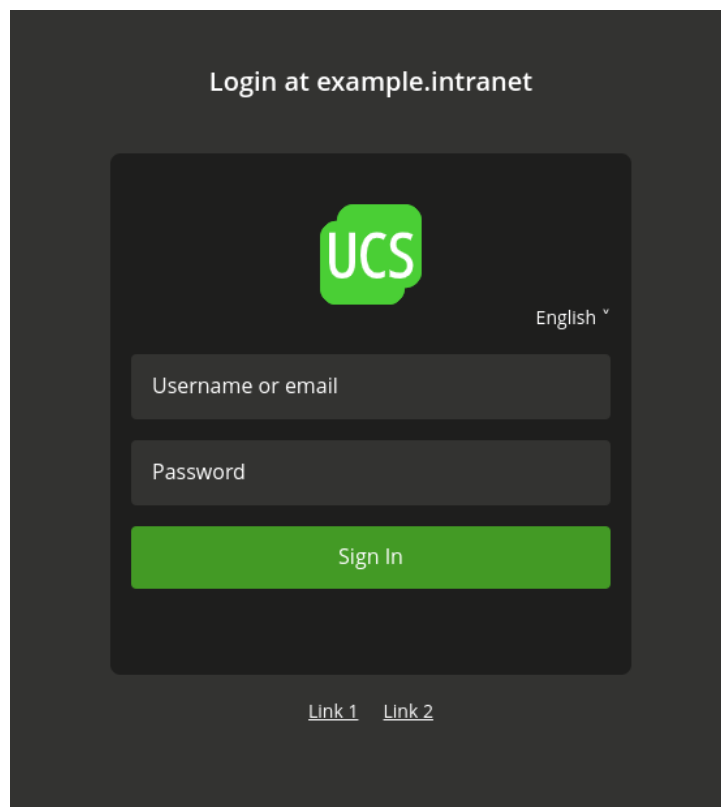 Login at example.intranet
UCS
English ˅
Username or email
Password
Sign In
Link 1 Link 2